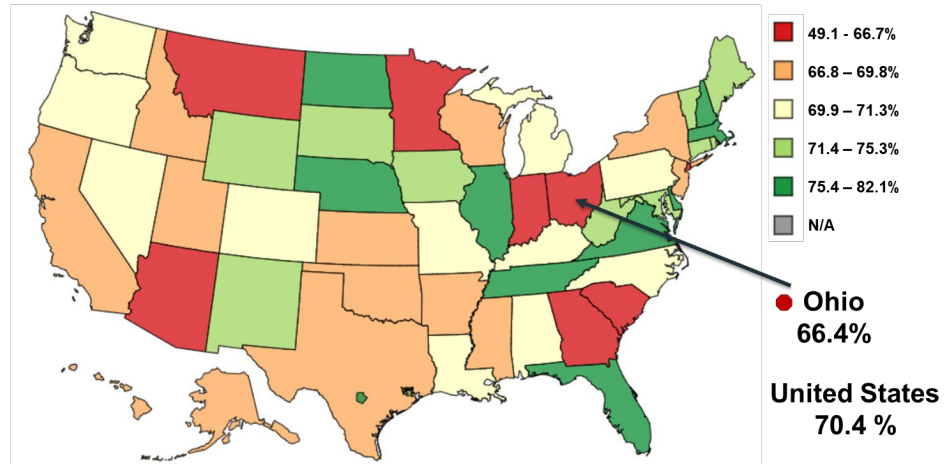 49.1 - 66.7%
66.8 – 69.8%
69.9 – 71.3%
71.4 – 75.3%
75.4 – 82.1%
N/A
Ohio
66.4%
United States
70.4 %